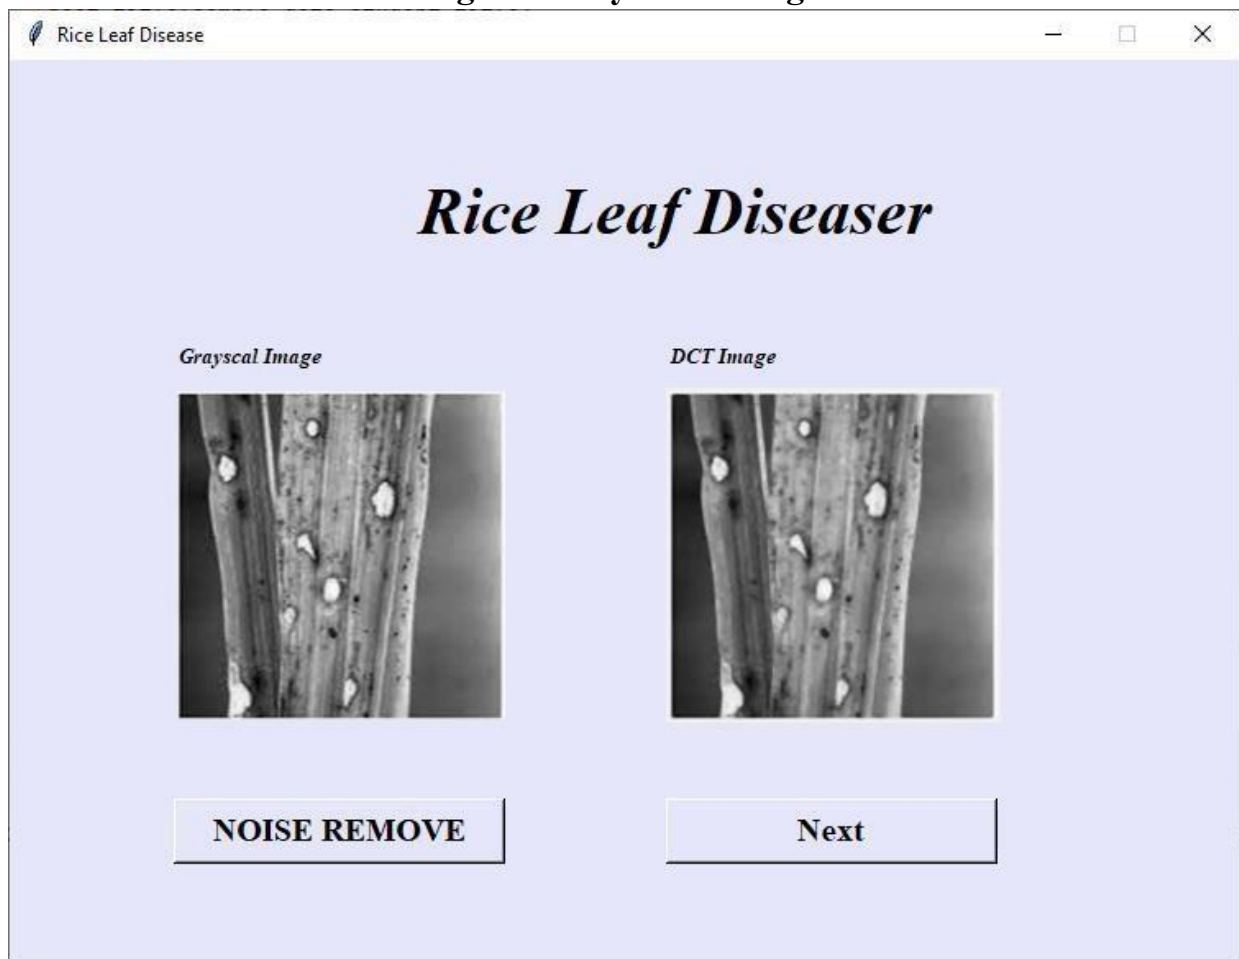 Rice Leaf Disease
Rice Leaf Diseaser
Grayscal Image
DCT Image
NOISE REMOVE
Next